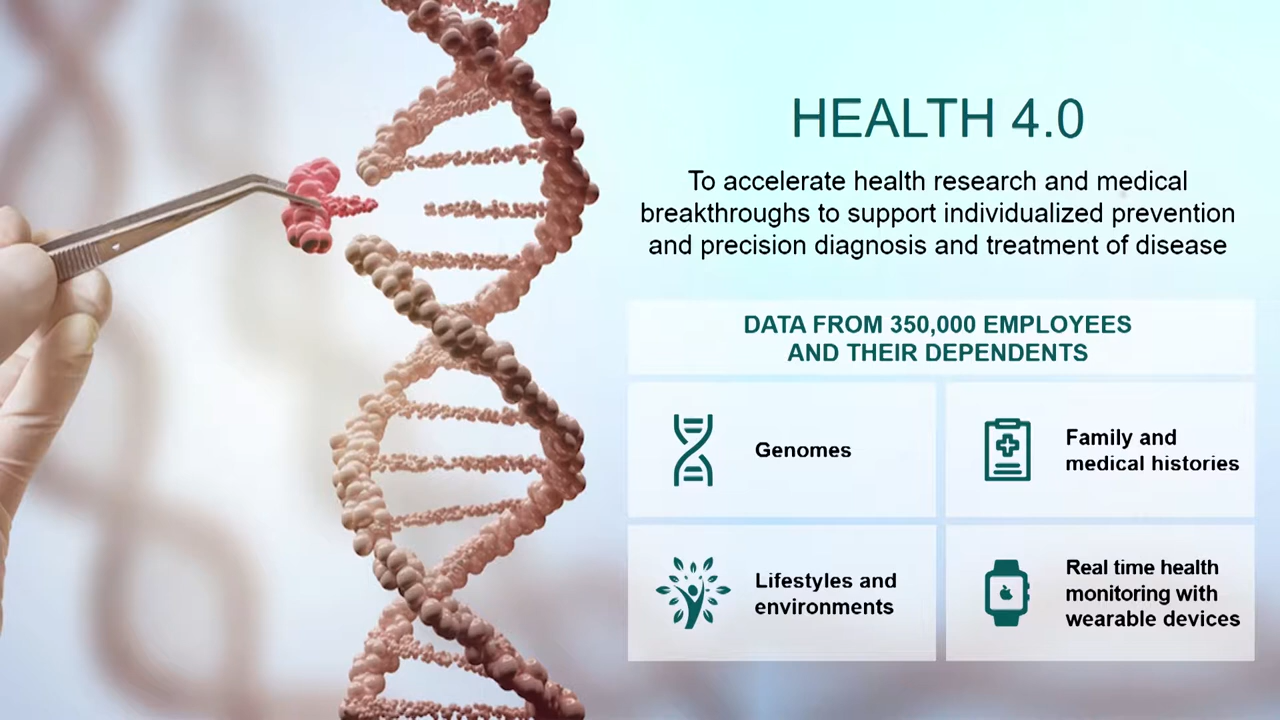 HEALTH 4.0
To accelerate health research and medical
breakthroughs to support individualized prevention
and precision diagnosis and treatment of disease
DATA FROM 350,000 EMPLOYEES
AND THEIR DEPENDENTS
Genomes
Family and
medical histories
Lifestyles and
environments
Real time health
monitoring with
wearable devices